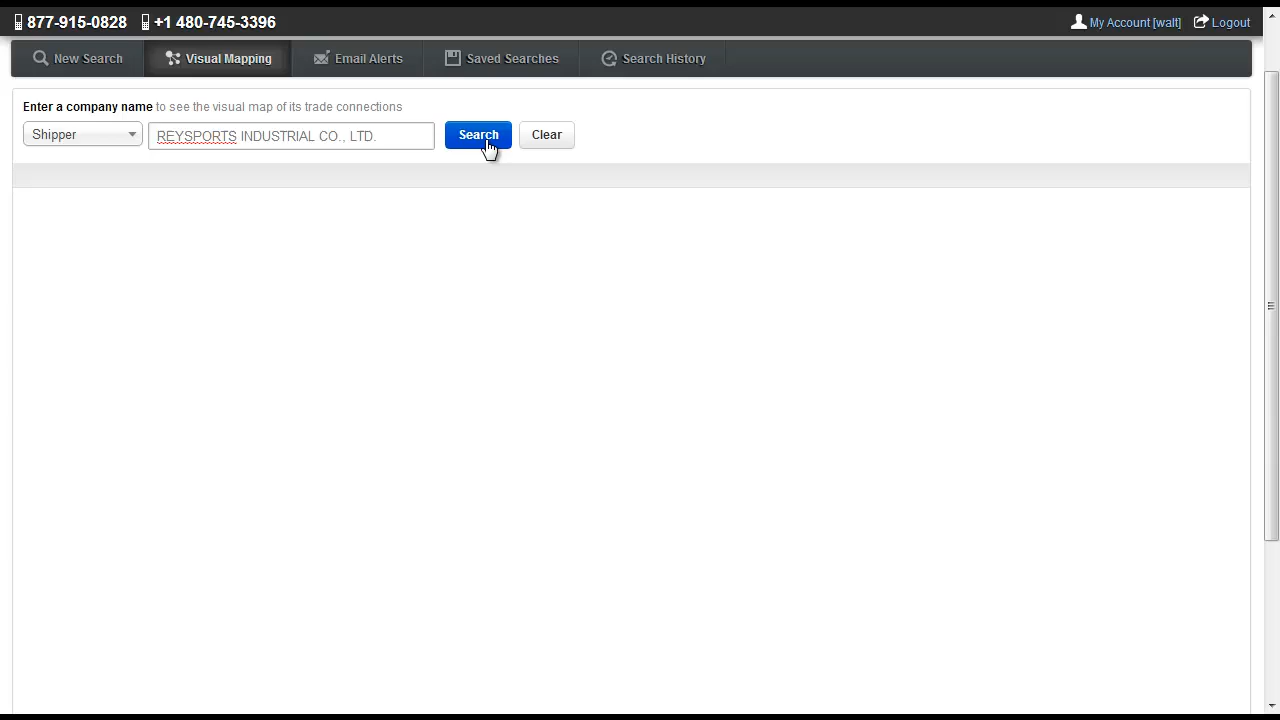 877-915-0828 +1 480-745-3396 My Account [walt] Logout
New Search Visual Mapping Email Alerts Saved Searches Search History
Enter a company name to see the visual map of its trade connections
Shipper REYSPORTS INDUSTRIAL CO., LTD. Search Clear